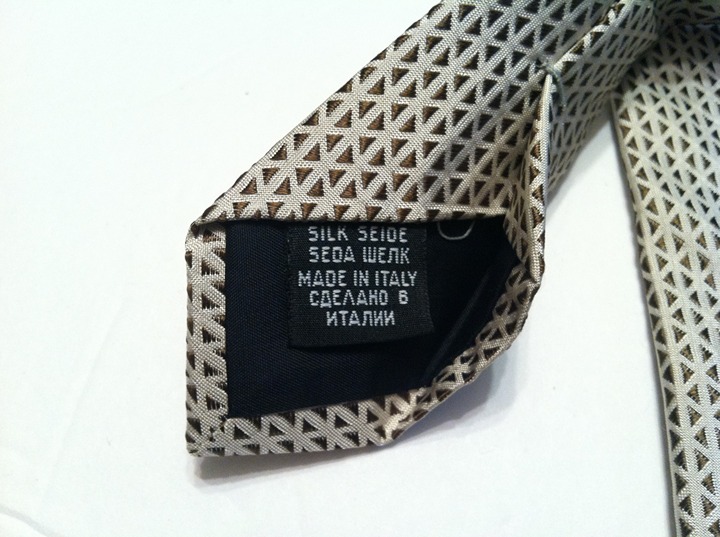 SILK SEIDE
SEDA ШЕЛК
MADE IN ITALY
СДЕЛАНО В
ИТАЛИИ